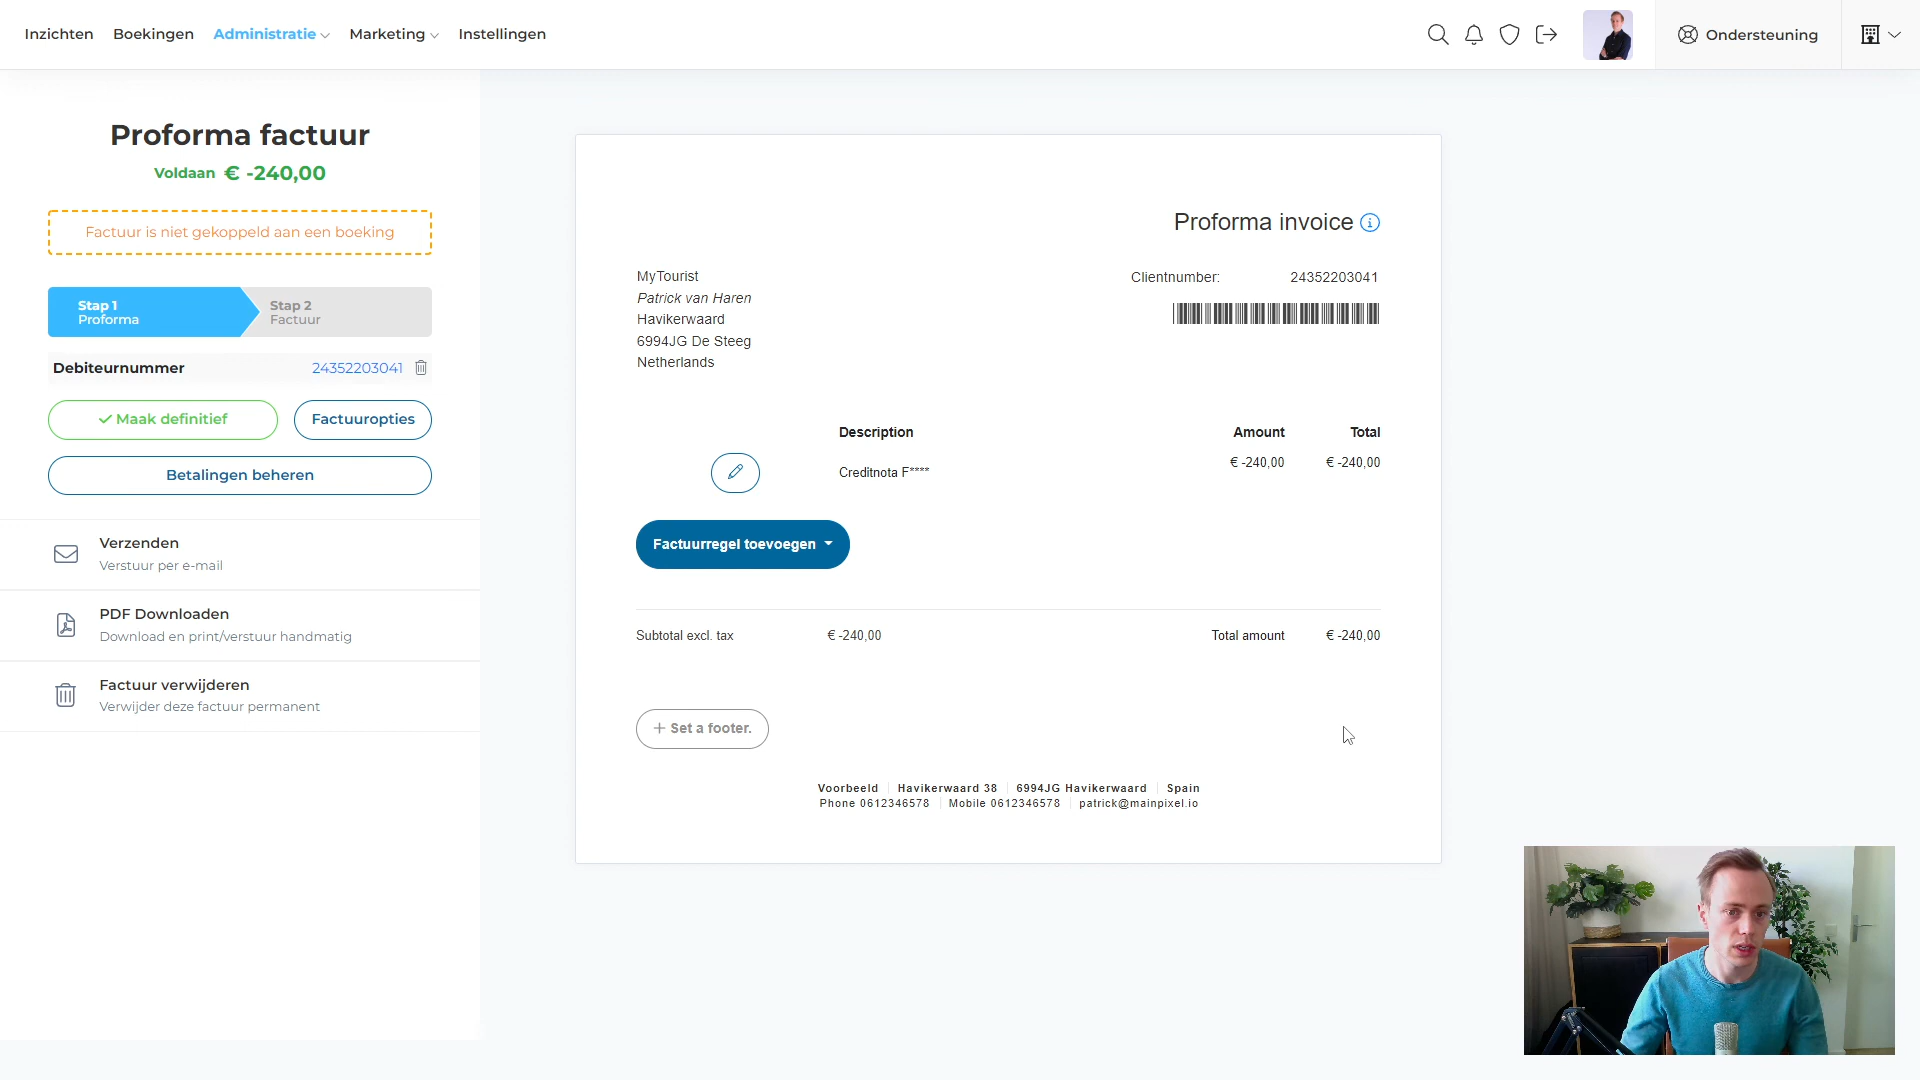 Inzichten Boekingen Administratie Marketing Instellingen Ondersteuning
Proforma factuur
Voldaan € -240,00
Factuur is niet gekoppeld aan een boeking
Stap 1
Proforma
Stap 2
Factuur
Debiteurnummer 24352203041
Maak definitief
Factuuropties
Betalingen beheren
Verzenden
Verstuur per e-mail
PDF Downloaden
Download en print/verstuur handmatig
Factuur verwijderen
Verwijder deze factuur permanent
Proforma invoice
MyTourist
Patrick van Haren
Havikerwaard
6994JG De Steeg
Netherlands
Clientnumber: 24352203041
Description Amount Total
Creditnota F**** € -240,00 € -240,00
Factuurregel toevoegen
Subtotal excl. tax € -240,00 Total amount € -240,00
+ Set a footer.
Voorbeeld Havikerwaard 38 6994JG Havikerwaard Spain
Phone 0612346578 Mobile 0612346578 patrick@mainpixel.io